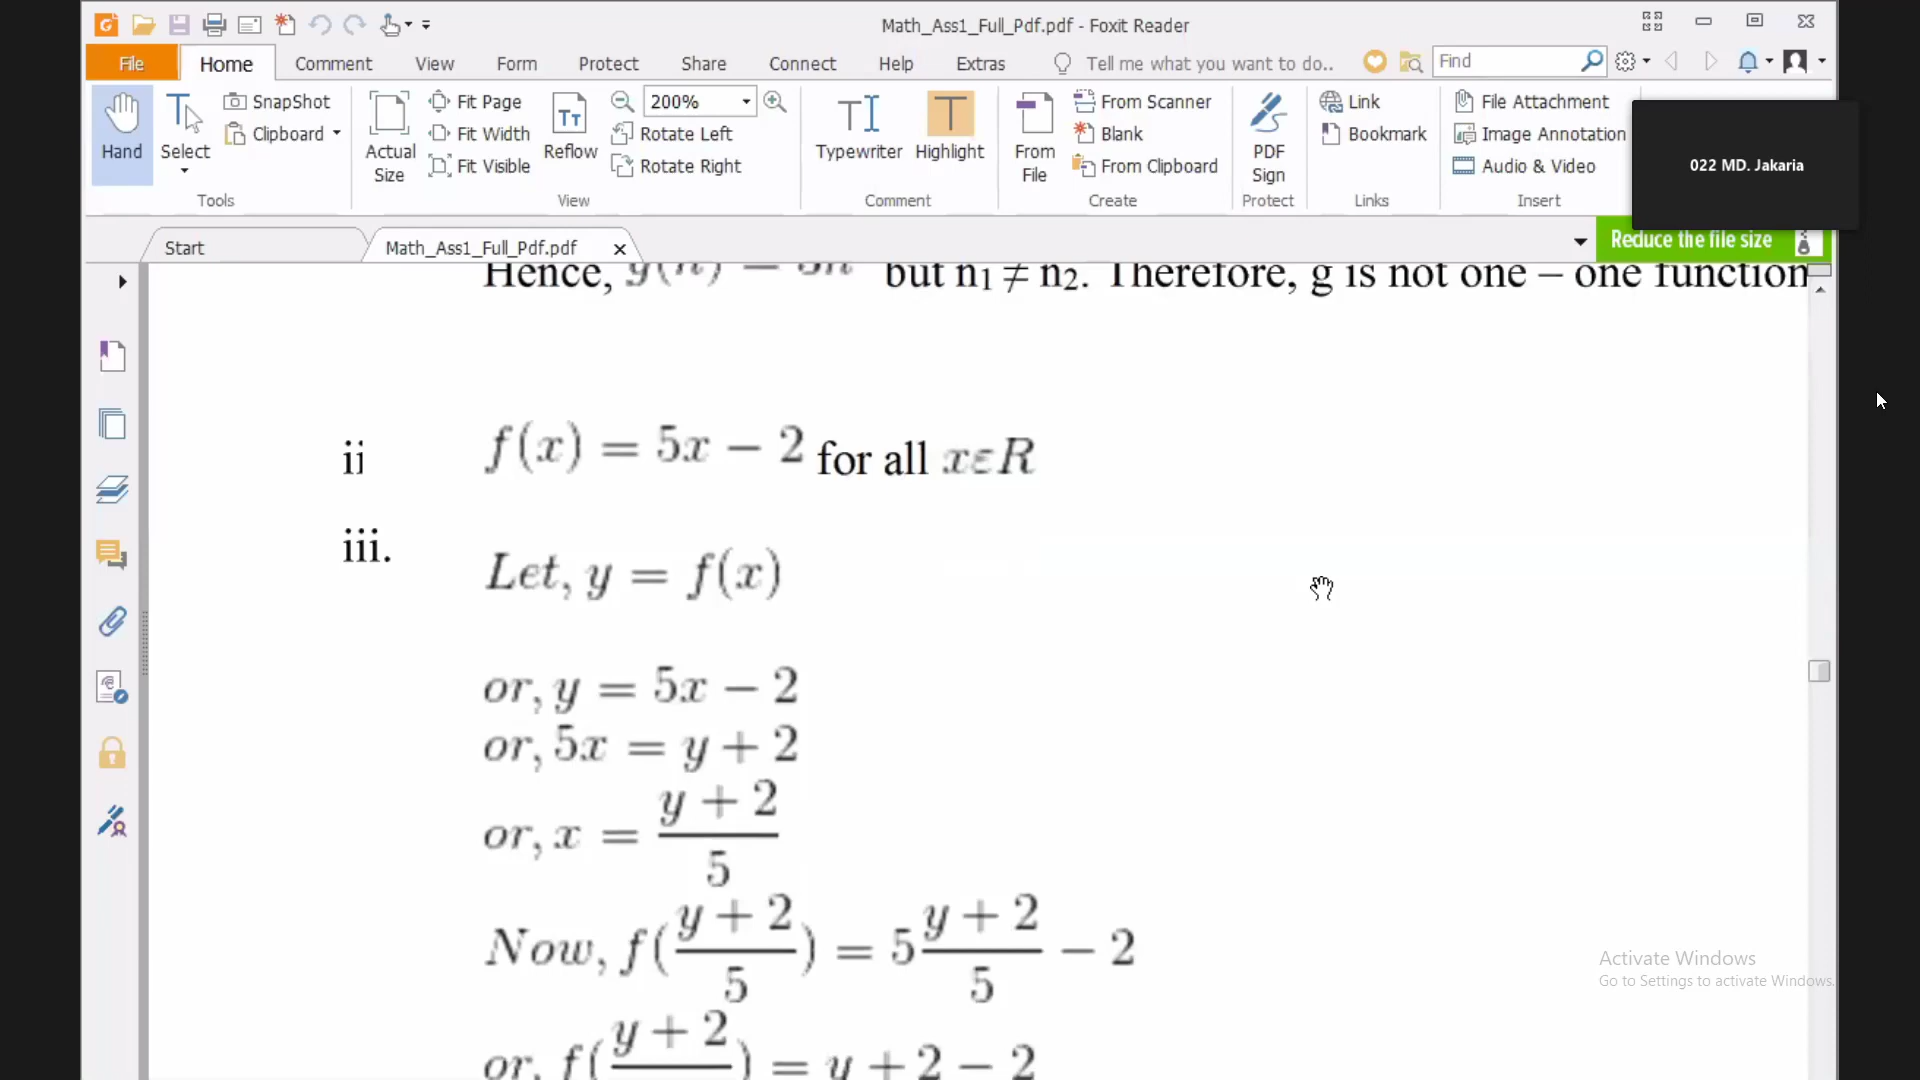 Math_Ass1_Full_Pdf.pdf - Foxit Reader
File Home Comment View Form Protect Share Connect Help Extras Tell me what you want to do.. Find
Hand
Select
SnapShot
Clipboard
Tools
Actual Size
Fit Page
Fit Width
Fit Visible
Reflow
200%
Rotate Left
Rotate Right
View
Typewriter
Highlight
Comment
From File
From Scanner
Blank
From Clipboard
Create
PDF Sign
Protect
Link
Bookmark
Links
File Attachment
Image Annotation
Audio & Video
Insert
022 MD. Jakaria
Start
Math_Ass1_Full_Pdf.pdf
Reduce the file size
Hence, but n₁ ≠ n₂. Therefore, g is not one – one function
ii f(x) = 5x − 2 for all xεR
iii.
Let, y = f(x)
or, y = 5x − 2
or, 5x = y + 2
or, x = (y + 2)/5
Now, f((y + 2)/5) = 5 (y + 2)/5 − 2
or, f(y + 2) = y + 2 − 2
Activate Windows
Go to Settings to activate Windows.